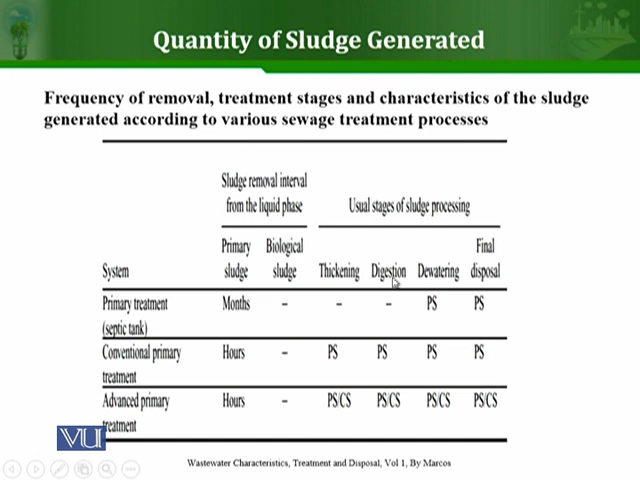 Quantity of Sludge Generated
Frequency of removal, treatment stages and characteristics of the sludge
generated according to various sewage treatment processes
Sludge removal interval
from the liquid phase Usual stages of sludge processing
Primary Biological Final
System sludge sludge Thickening Digestion Dewatering disposal
Primary treatment Months – – – PS PS
(septic tank)
Conventional primary Hours – PS PS PS PS
treatment
Advanced primary Hours – PS/CS PS/CS PS/CS PS/CS
treatment
VU
Wastewater Characteristics, Treatment and Disposal, Vol 1, By Marcos